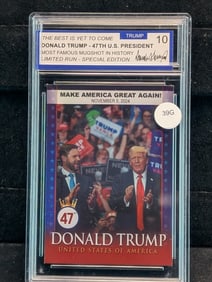 THE BEST IS YET TO COME
TRUMP
DONALD TRUMP - 47TH U.S. PRESIDENT
10
MOST FAMOUS MUGSHOT IN HISTORY
LIMITED RUN - SPECIAL EDITION
MAKE AMERICA GREAT AGAIN!
NOVEMBER 5, 2024
39G
TRUMP
47
DONALD TRUMP
UNITED STATES OF AMERICA